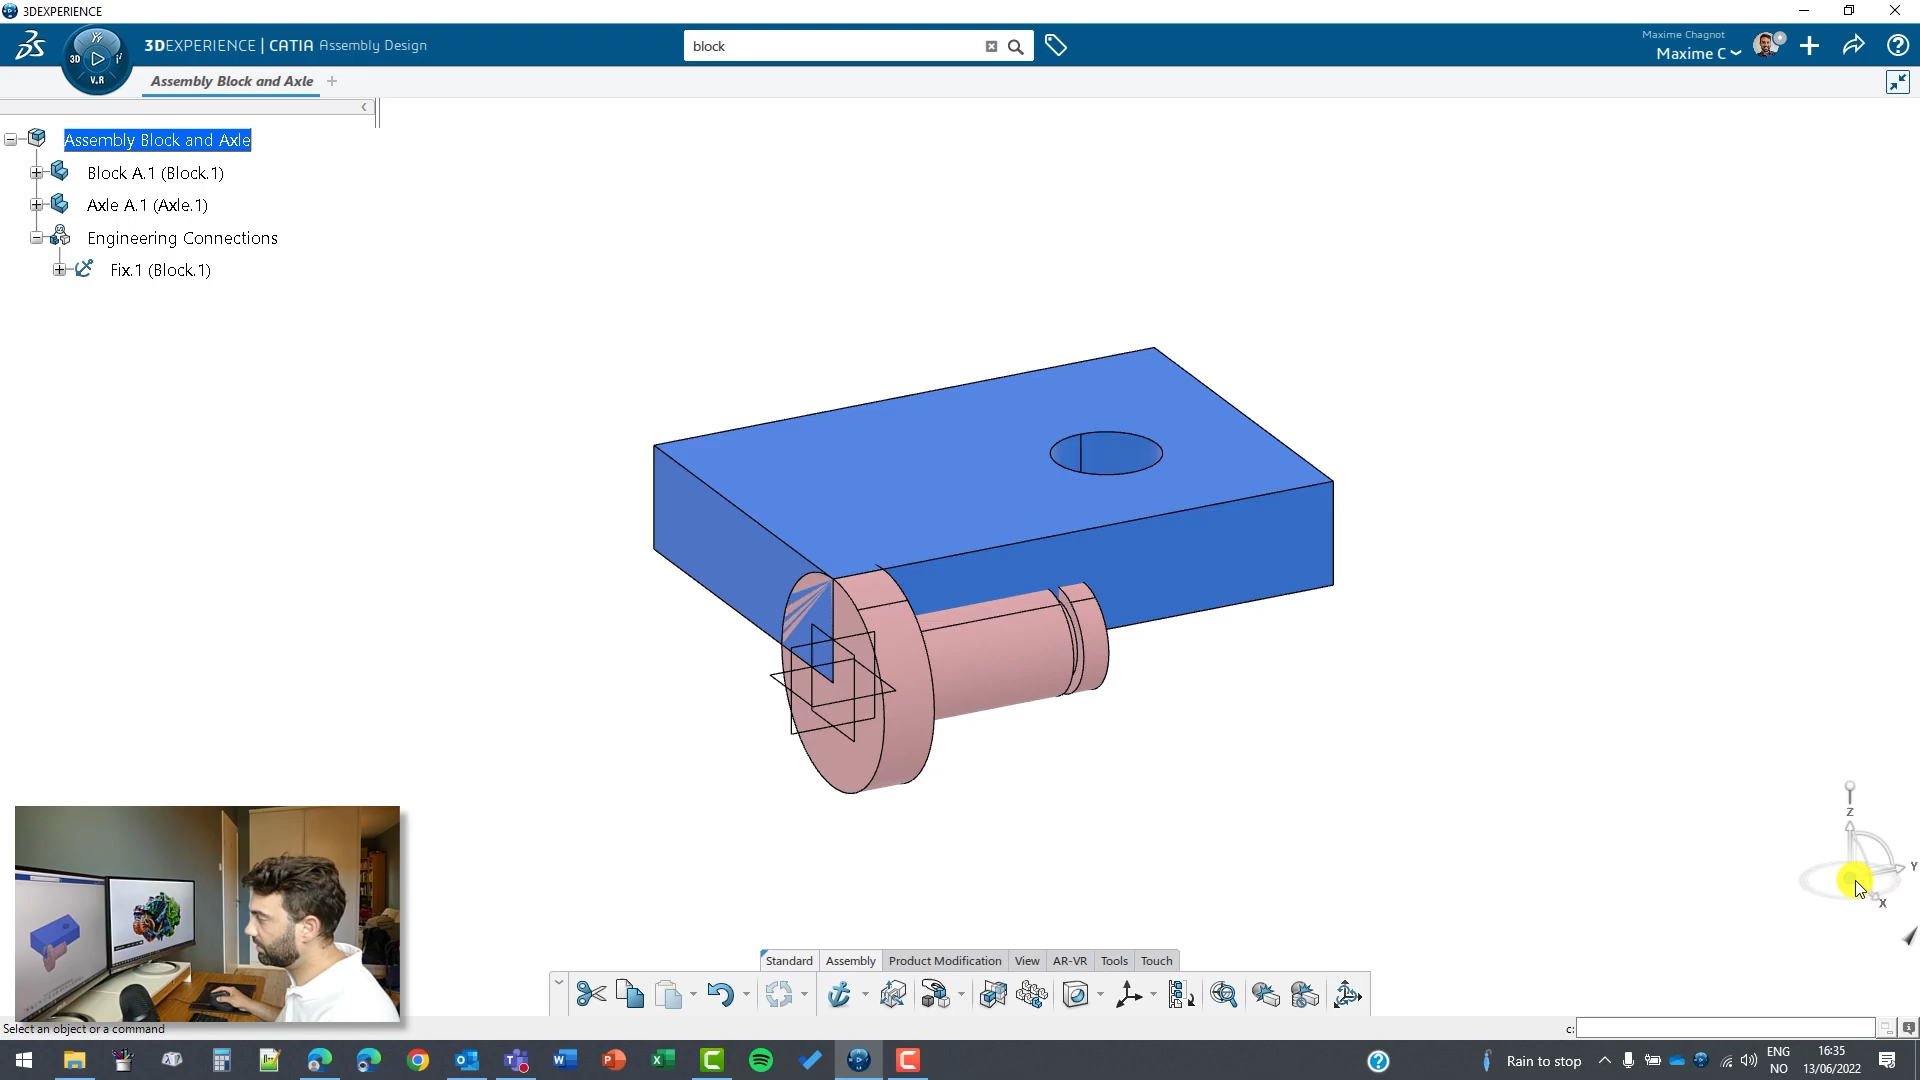 3DEXPERIENCE
3DEXPERIENCE | CATIA Assembly Design
block
Maxime Chagnot
Maxime C
3D
V.R
Assembly Block and Axle
Assembly Block and Axle
Block A.1 (Block.1)
Axle A.1 (Axle.1)
Engineering Connections
Fix.1 (Block.1)
Z
Y
X
Standard Assembly Product Modification View AR-VR Tools Touch
Select an object or a command
c:
Rain to stop
ENG
NO
16:35
13/06/2022